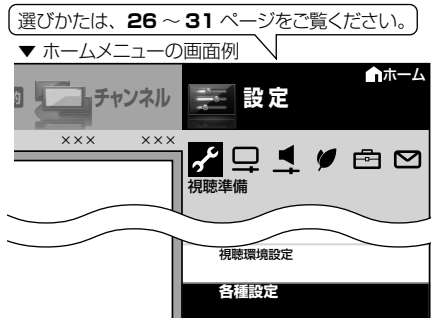 選びかたは、26～31 ページをご覧ください。
▼ ホームメニューの画面例
ホーム
チャンネル
設定
××× ×××
視聴準備
視聴環境設定
各種設定